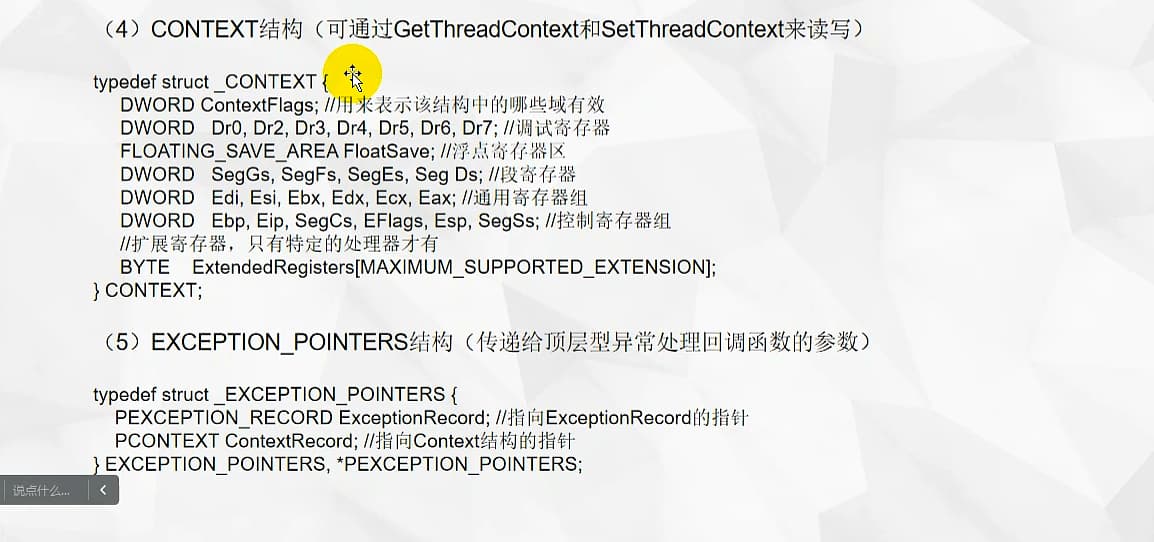 （4）CONTEXT结构（可通过GetThreadContext和SetThreadContext来读写）
typedef struct _CONTEXT {
DWORD ContextFlags; //用来表示该结构中的哪些域有效
DWORD Dr0, Dr2, Dr3, Dr4, Dr5, Dr6, Dr7; //调试寄存器
FLOATING_SAVE_AREA FloatSave; //浮点寄存器区
DWORD SegGs, SegFs, SegEs, Seg Ds; //段寄存器
DWORD Edi, Esi, Ebx, Edx, Ecx, Eax; //通用寄存器组
DWORD Ebp, Eip, SegCs, EFlags, Esp, SegSs; //控制寄存器组
//扩展寄存器，只有特定的处理器才有
BYTE ExtendedRegisters[MAXIMUM_SUPPORTED_EXTENSION];
} CONTEXT;
（5）EXCEPTION_POINTERS结构（传递给顶层型异常处理回调函数的参数）
typedef struct _EXCEPTION_POINTERS {
PEXCEPTION_RECORD ExceptionRecord; //指向ExceptionRecord的指针
PCONTEXT ContextRecord; //指向Context结构的指针
} EXCEPTION_POINTERS, *PEXCEPTION_POINTERS;
说点什么...